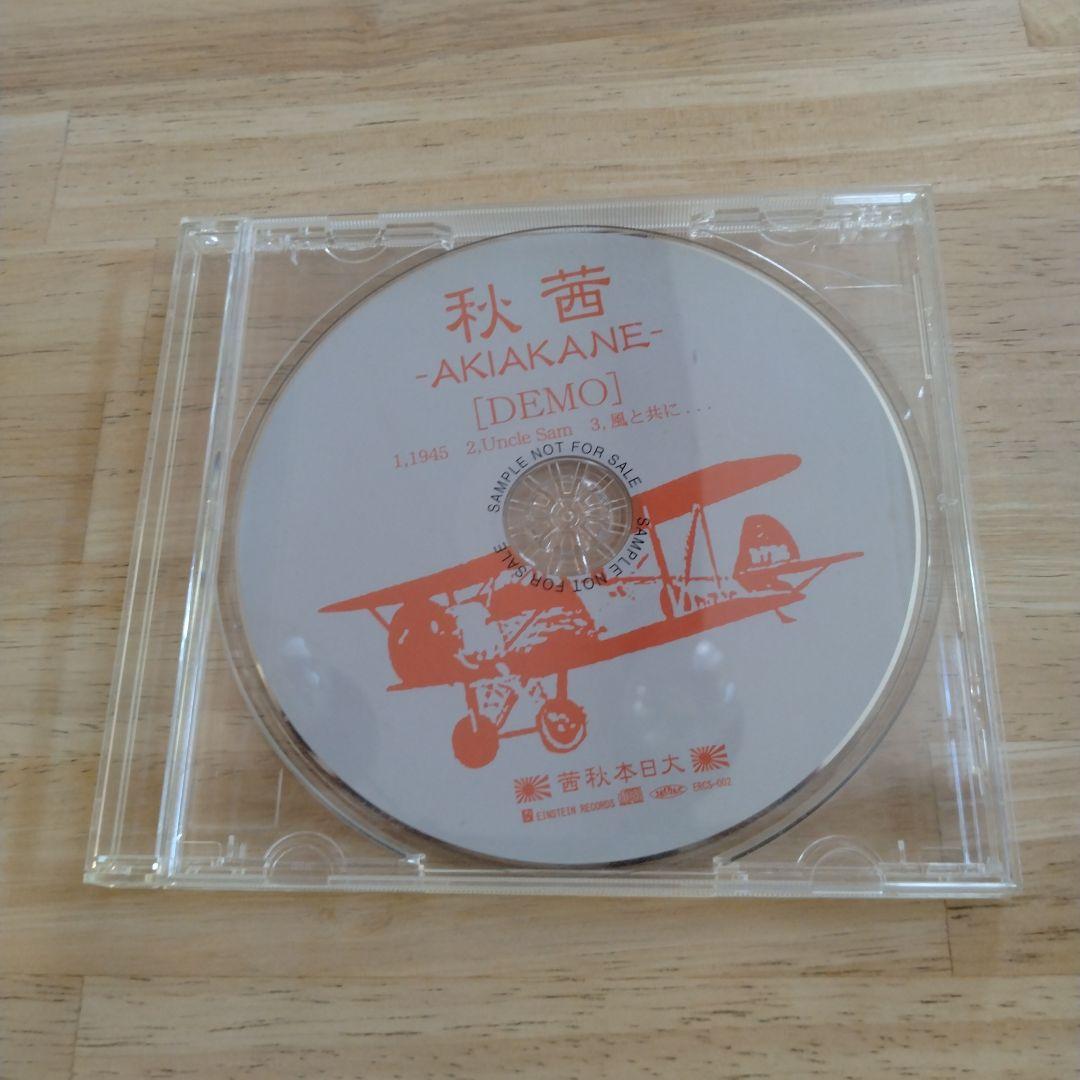 秋茜
-AKIAKANE-
[DEMO]
1,1945 2,Uncle Sam 3,風と共に...
SAMPLE NOT FOR SALE
SAMPLE NOT FOR SALE
茜秋本日大
EINSTEIN RECORDS ERCS-002